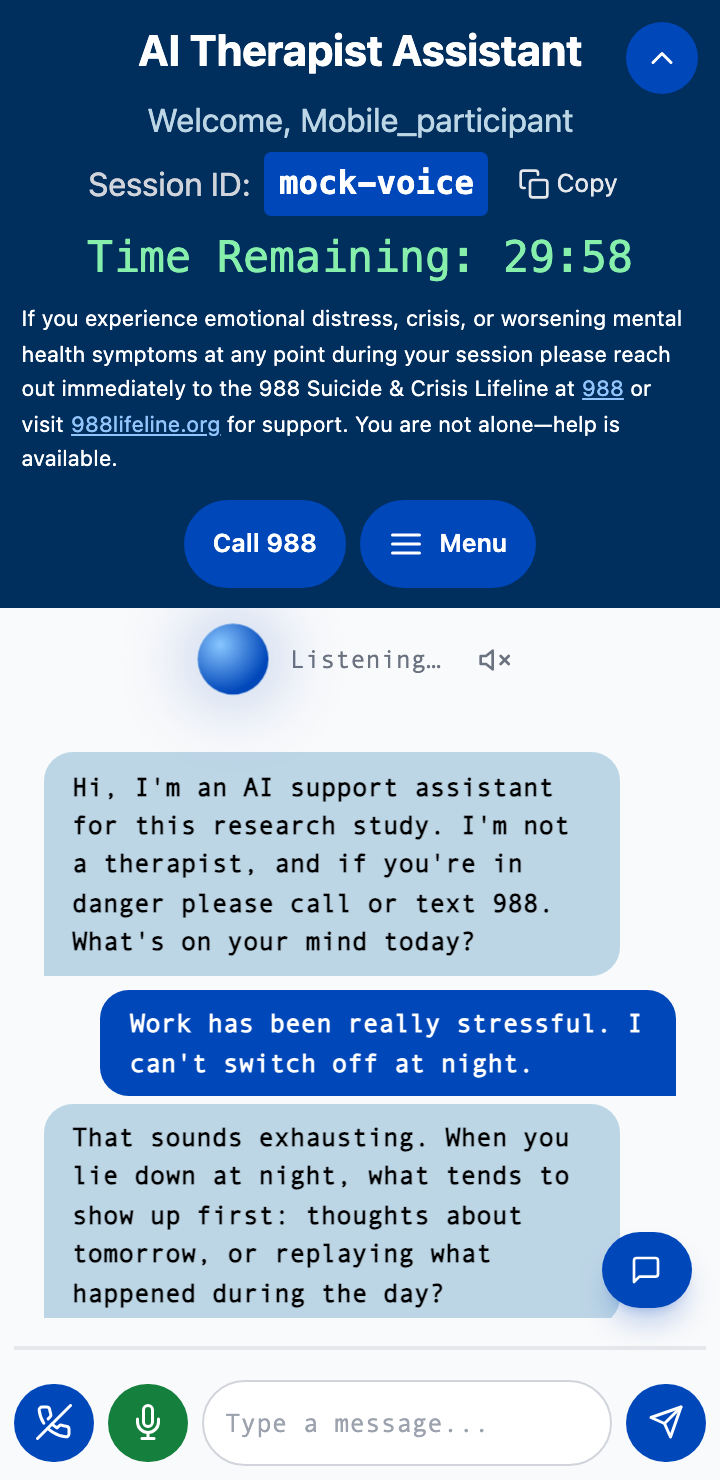 AI Therapist Assistant
Welcome, Mobile_participant
Session ID: mock-voice Copy
Time Remaining: 29:58
If you experience emotional distress, crisis, or worsening mental
health symptoms at any point during your session please reach
out immediately to the 988 Suicide & Crisis Lifeline at 988 or
visit 988lifeline.org for support. You are not alone—help is
available.
Call 988 Menu
Listening…
Hi, I'm an AI support assistant
for this research study. I'm not
a therapist, and if you're in
danger please call or text 988.
What's on your mind today?
Work has been really stressful. I
can't switch off at night.
That sounds exhausting. When you
lie down at night, what tends to
show up first: thoughts about
tomorrow, or replaying what
happened during the day?
Type a message...